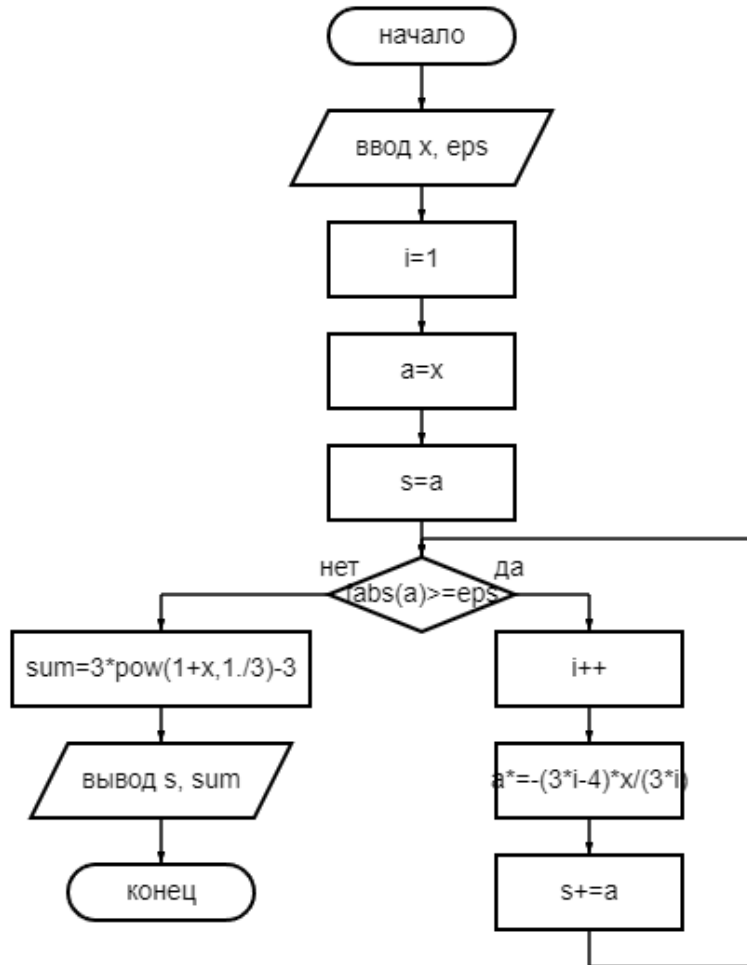 начало
ввод x, eps
i=1
a=x
s=a
нет
да
fabs(a)>=eps
sum=3*pow(1+x,1./3)-3
i++
вывод s, sum
a*=-(3*i-4)*x/(3*i)
конец
s+=a